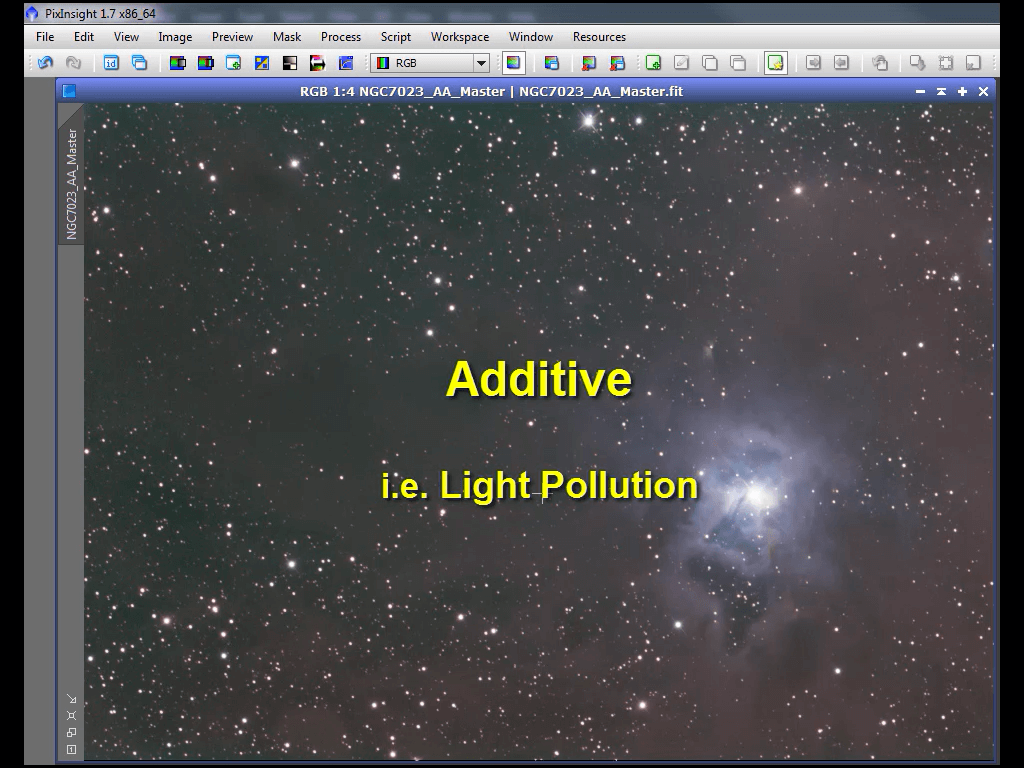 PixInsight 1.7 x86_64
File Edit View Image Preview Mask Process Script Workspace Window Resources
id RGB
RGB 1:4 NGC7023_AA_Master | NGC7023_AA_Master.fit
NGC7023_AA_Master
Additive
i.e. Light Pollution